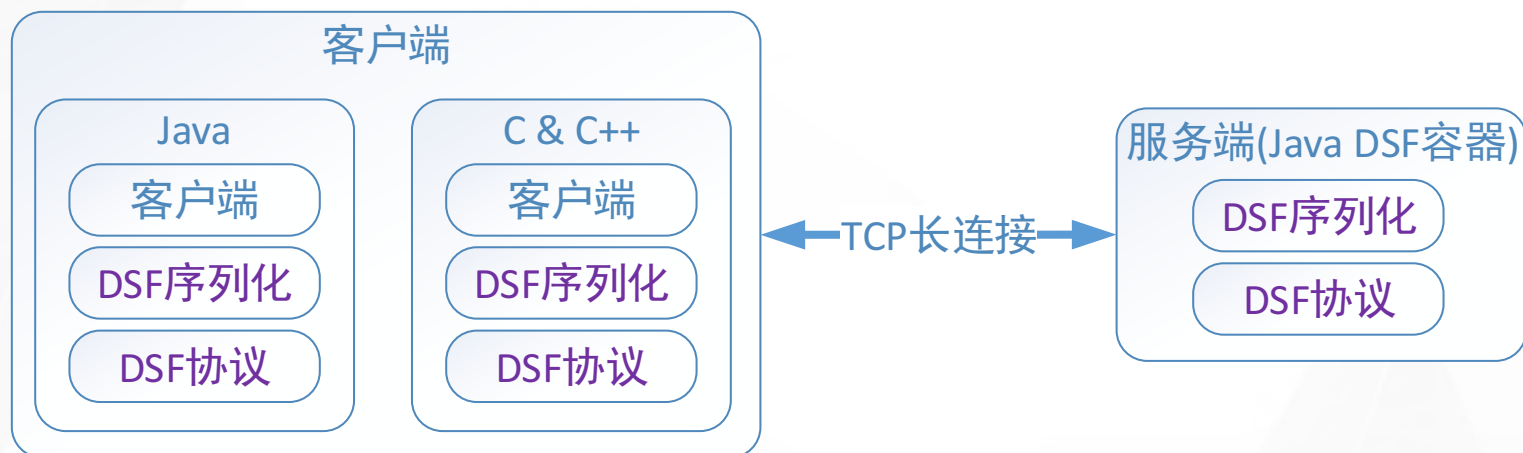 客户端
Java
客户端
DSF序列化
DSF协议
C & C++
客户端
DSF序列化
DSF协议
TCP长连接
服务端(Java DSF容器)
DSF序列化
DSF协议